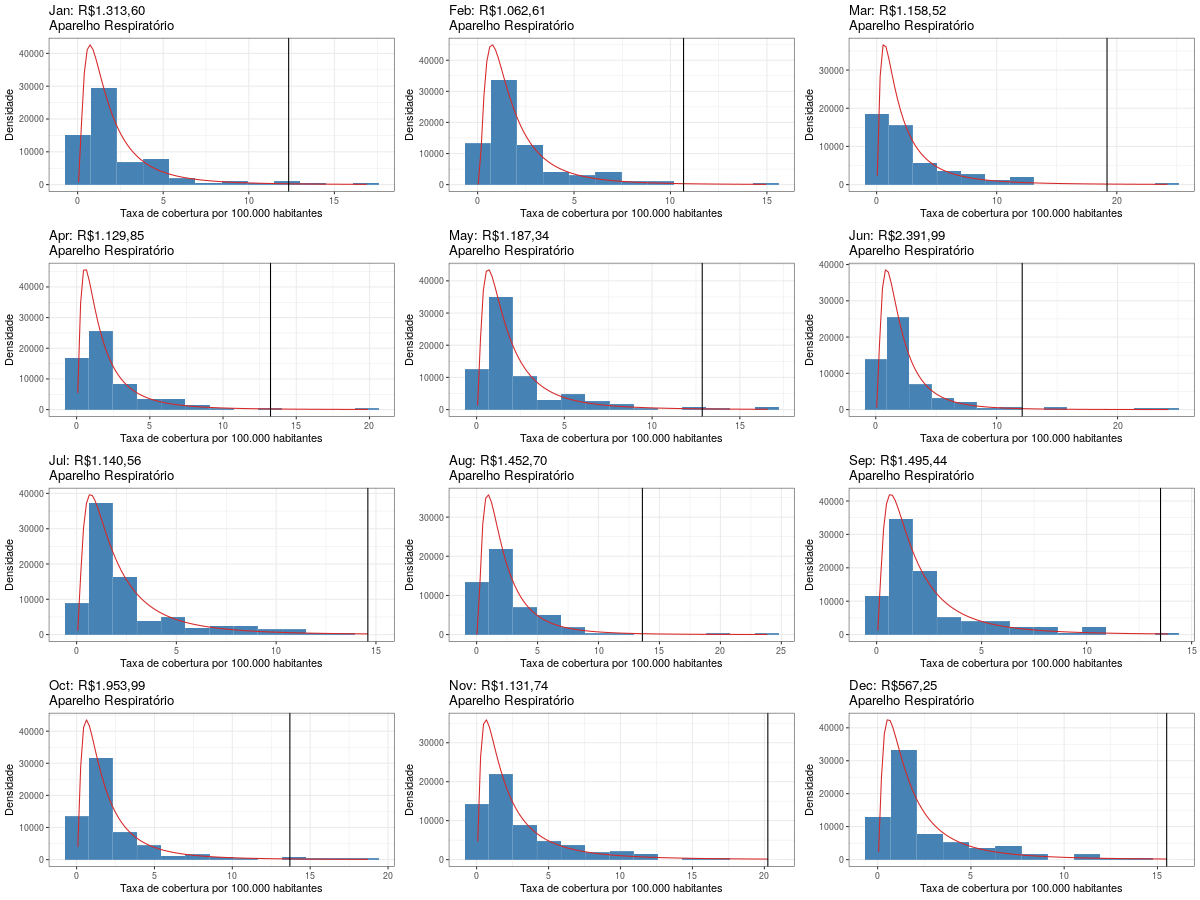 Jan: R$1.313,60
Aparelho Respiratório
Densidade
40000
30000
20000
10000
0
0 5 10 15
Taxa de cobertura por 100.000 habitantes
Feb: R$1.062,61
Aparelho Respiratório
Densidade
40000
30000
20000
10000
0
0 5 10 15
Taxa de cobertura por 100.000 habitantes
Mar: R$1.158,52
Aparelho Respiratório
Densidade
30000
20000
10000
0
0 10 20
Taxa de cobertura por 100.000 habitantes
Apr: R$1.129,85
Aparelho Respiratório
Densidade
40000
30000
20000
10000
0
0 5 10 15 20
Taxa de cobertura por 100.000 habitantes
May: R$1.187,34
Aparelho Respiratório
Densidade
40000
30000
20000
10000
0
0 5 10 15
Taxa de cobertura por 100.000 habitantes
Jun: R$2.391,99
Aparelho Respiratório
Densidade
40000
30000
20000
10000
0
0 10 20
Taxa de cobertura por 100.000 habitantes
Jul: R$1.140,56
Aparelho Respiratório
Densidade
40000
30000
20000
10000
0
0 5 10 15
Taxa de cobertura por 100.000 habitantes
Aug: R$1.452,70
Aparelho Respiratório
Densidade
30000
20000
10000
0
0 5 10 15 20 25
Taxa de cobertura por 100.000 habitantes
Sep: R$1.495,44
Aparelho Respiratório
Densidade
40000
30000
20000
10000
0
0 5 10 15
Taxa de cobertura por 100.000 habitantes
Oct: R$1.953,99
Aparelho Respiratório
Densidade
40000
30000
20000
10000
0
0 5 10 15 20
Taxa de cobertura por 100.000 habitantes
Nov: R$1.131,74
Aparelho Respiratório
Densidade
30000
20000
10000
0
0 5 10 15 20
Taxa de cobertura por 100.000 habitantes
Dec: R$567,25
Aparelho Respiratório
Densidade
40000
30000
20000
10000
0
0 5 10 15
Taxa de cobertura por 100.000 habitantes